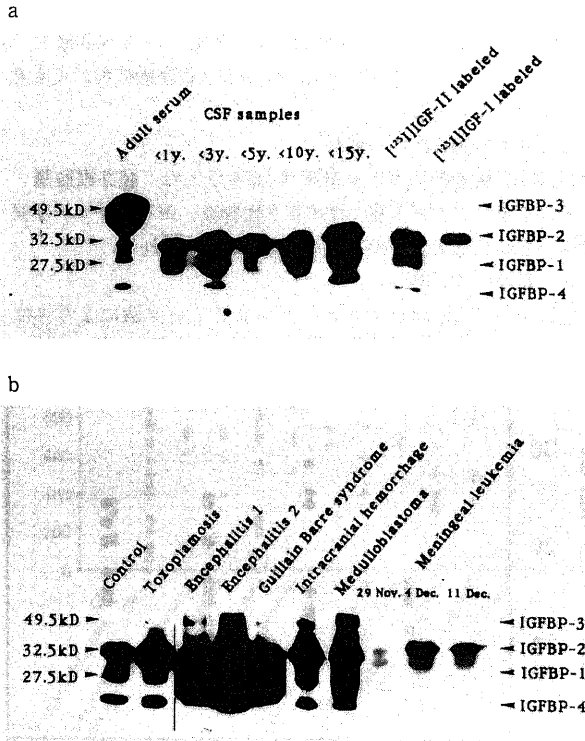 a
Adult serum
CSF samples
[¹²⁵I]IGF-II labeled
[¹²⁵I]IGF-I labeled
<1y. <3y. <5y. <10y. <15y.
49.5kD
32.5kD
27.5kD
IGFBP-3
IGFBP-2
IGFBP-1
IGFBP-4
b
Control
Toxoplamosis
Encephalitis 1
Encephalitis 2
Guillain Barre syndrome
Intracranial hemorrhage
Medulloblastoma
Meningeal leukemia
29 Nov. 4 Dec. 11 Dec.
49.5kD
32.5kD
27.5kD
IGFBP-3
IGFBP-2
IGFBP-1
IGFBP-4